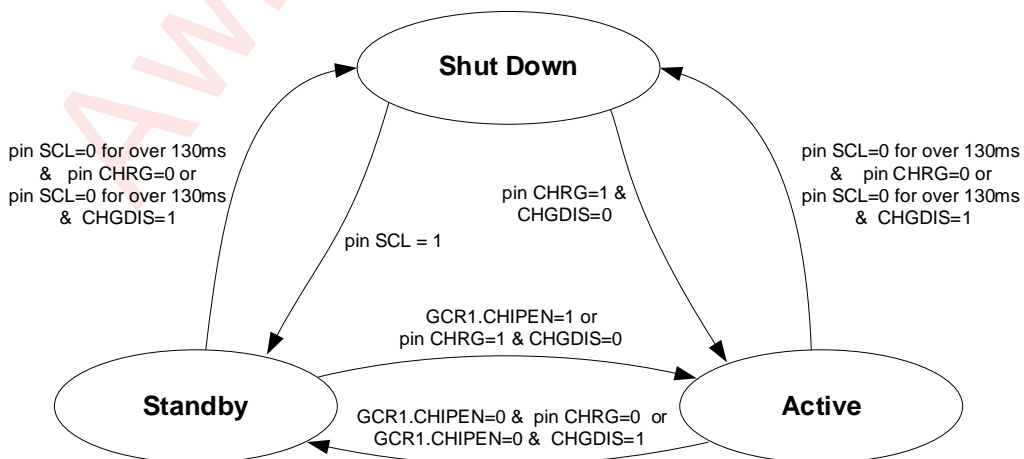 Aw
Shut Down
pin SCL=0 for over 130ms
& pin CHRG=0 or
pin SCL=0 for over 130ms
& CHGDIS=1
pin SCL = 1
pin CHRG=1 &
CHGDIS=0
pin SCL=0 for over 130ms
& pin CHRG=0 or
pin SCL=0 for over 130ms
& CHGDIS=1
GCR1.CHIPEN=1 or
pin CHRG=1 & CHGDIS=0
Standby
GCR1.CHIPEN=0 & pin CHRG=0 or
GCR1.CHIPEN=0 & CHGDIS=1
Active